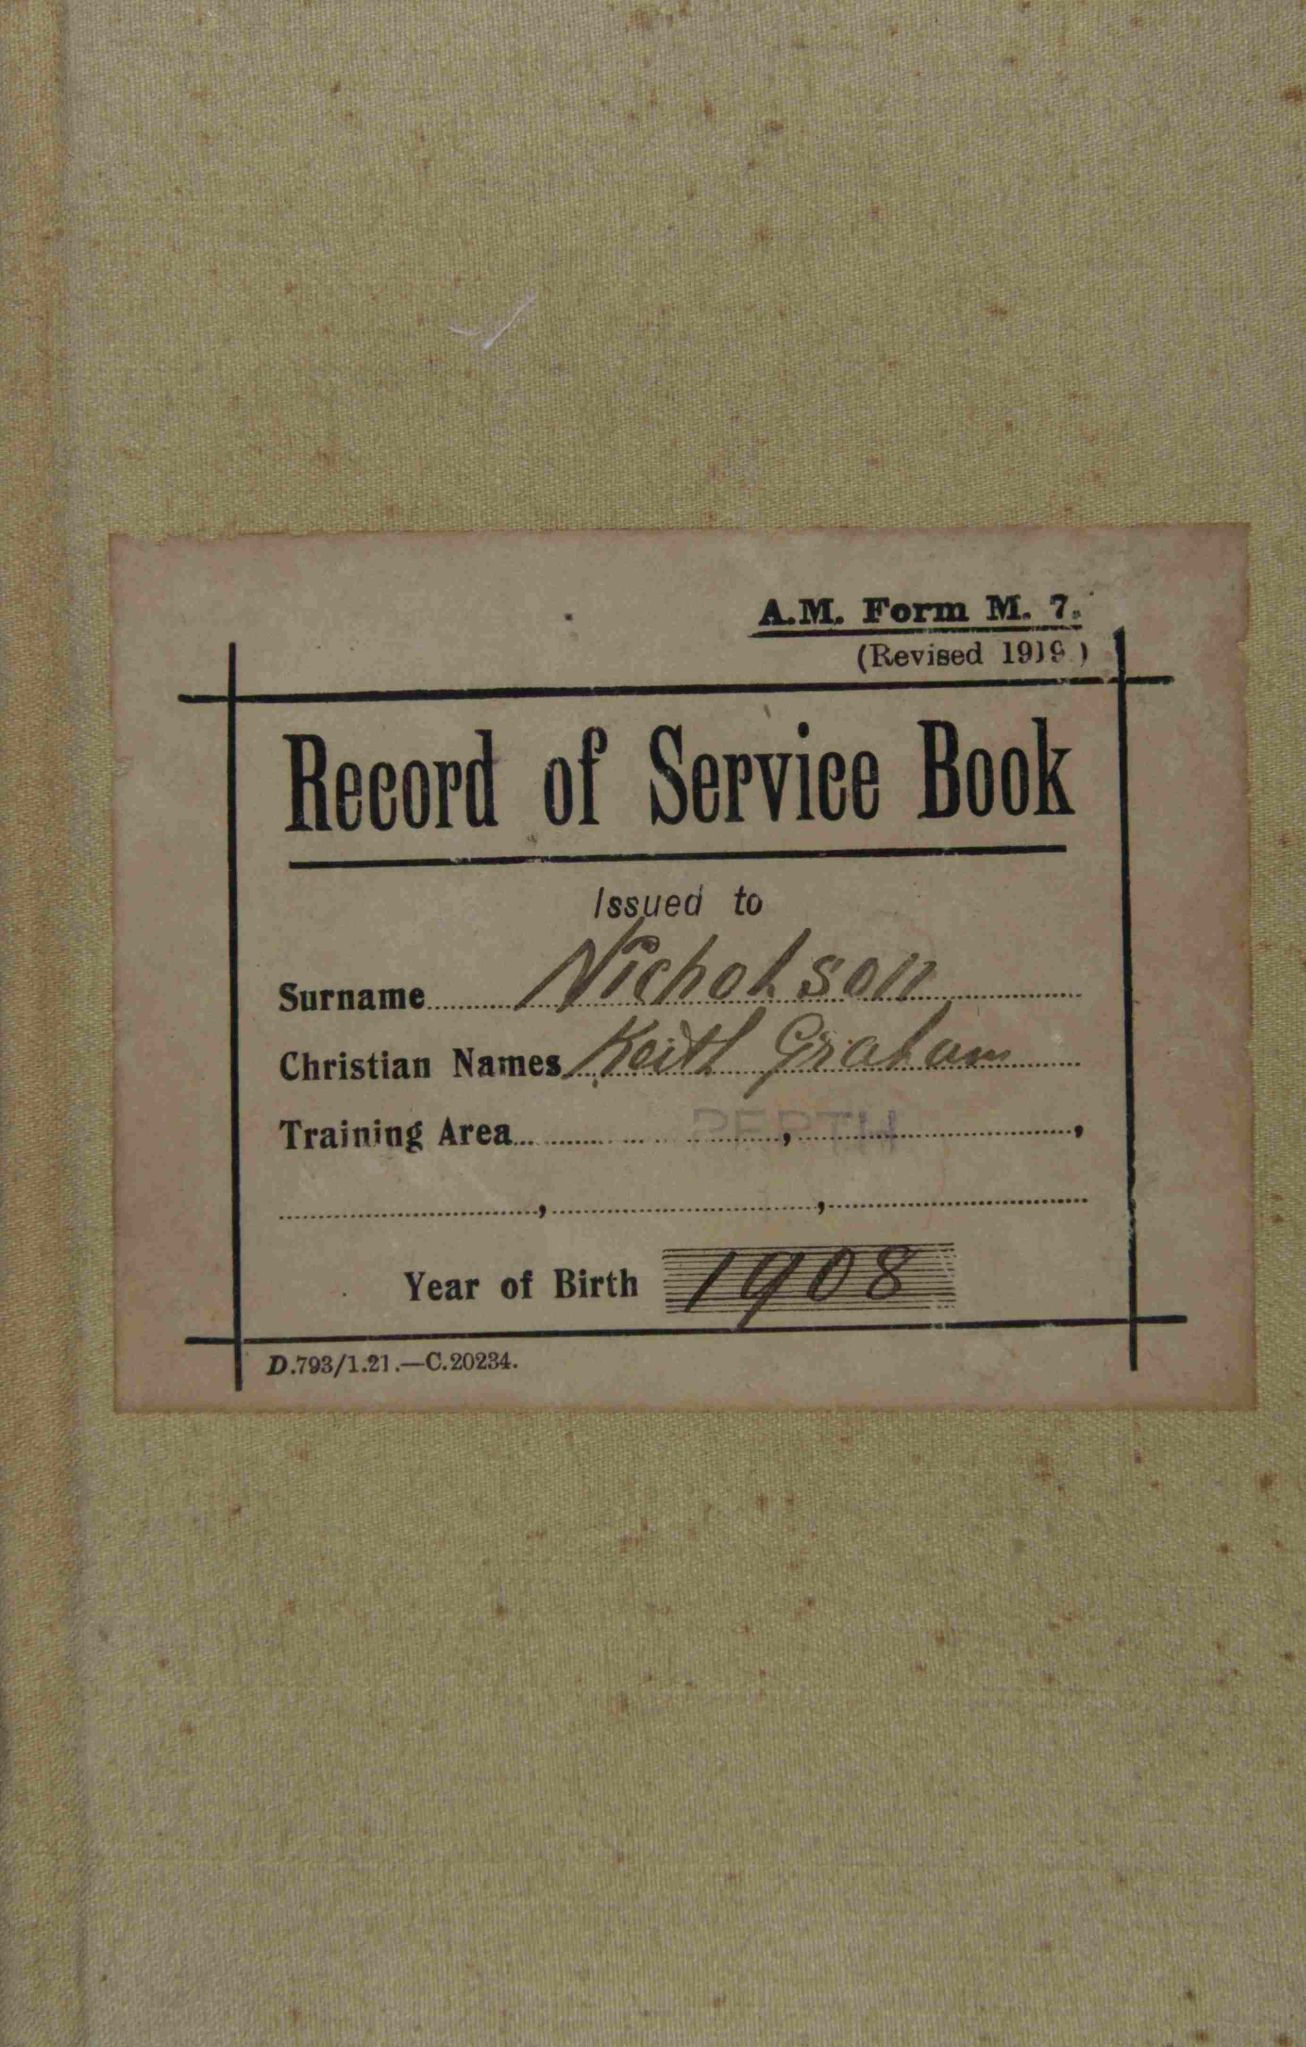 A.M. Form M. 7.
(Revised 1919)
Record of Service Book
Issued to
Surname Nicholson
Christian Names Keith Graham
Training Area PERTH
Year of Birth 1908
D.793/1.21.—C.20234.